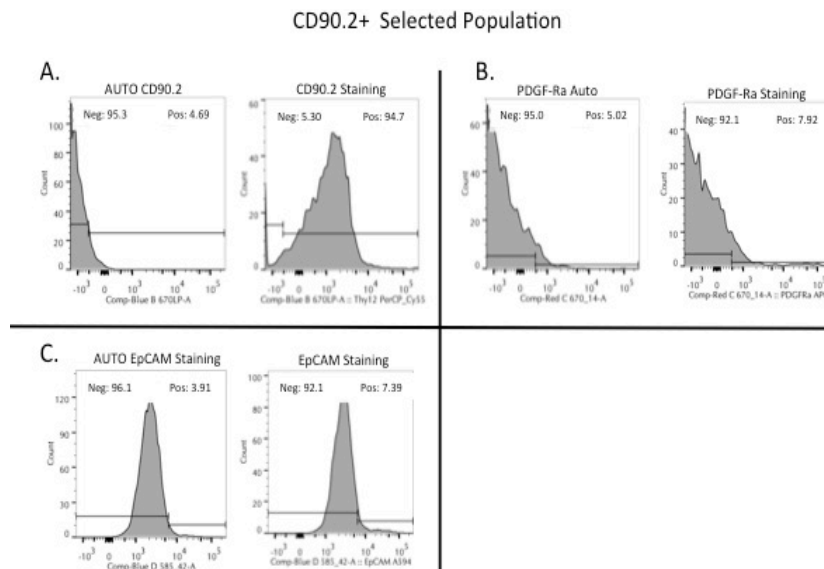 CD90.2+ Selected Population
A.
AUTO CD90.2
Neg: 95.3 Pos: 4.69
100
80
60
40
20
0
Count
-10³ 0 10³ 10⁴ 10⁵
Comp-Blue B 670LP-A
CD90.2 Staining
Neg: 5.30 Pos: 94.7
60
40
20
0
Count
-10³ 0 10³ 10⁴ 10⁵
Comp-Blue B 670LP-A :: Thy12 PerCP_Cy55
B.
PDGF-Ra Auto
Neg: 95.0 Pos: 5.02
60
40
20
0
Count
-10³ 0 10³ 10⁴ 10⁵
Comp-Red C 670_14-A
PDGF-Ra Staining
Neg: 92.1 Pos: 7.92
40
30
20
10
0
Count
-10³ 0 10³ 10⁴ 10⁵
Comp-Red C 670_14-A :: PDGFRa
C.
AUTO EpCAM Staining
Neg: 96.1 Pos: 3.91
120
90
60
30
0
Count
-10³ 0 10³ 10⁴ 10⁵
Comp-Blue D 585_42-A
EpCAM Staining
Neg: 92.1 Pos: 7.39
100
80
60
40
20
0
Count
-10³ 0 10³ 10⁴ 10⁵
Comp-Blue D 585_42-A :: EpCAM A594